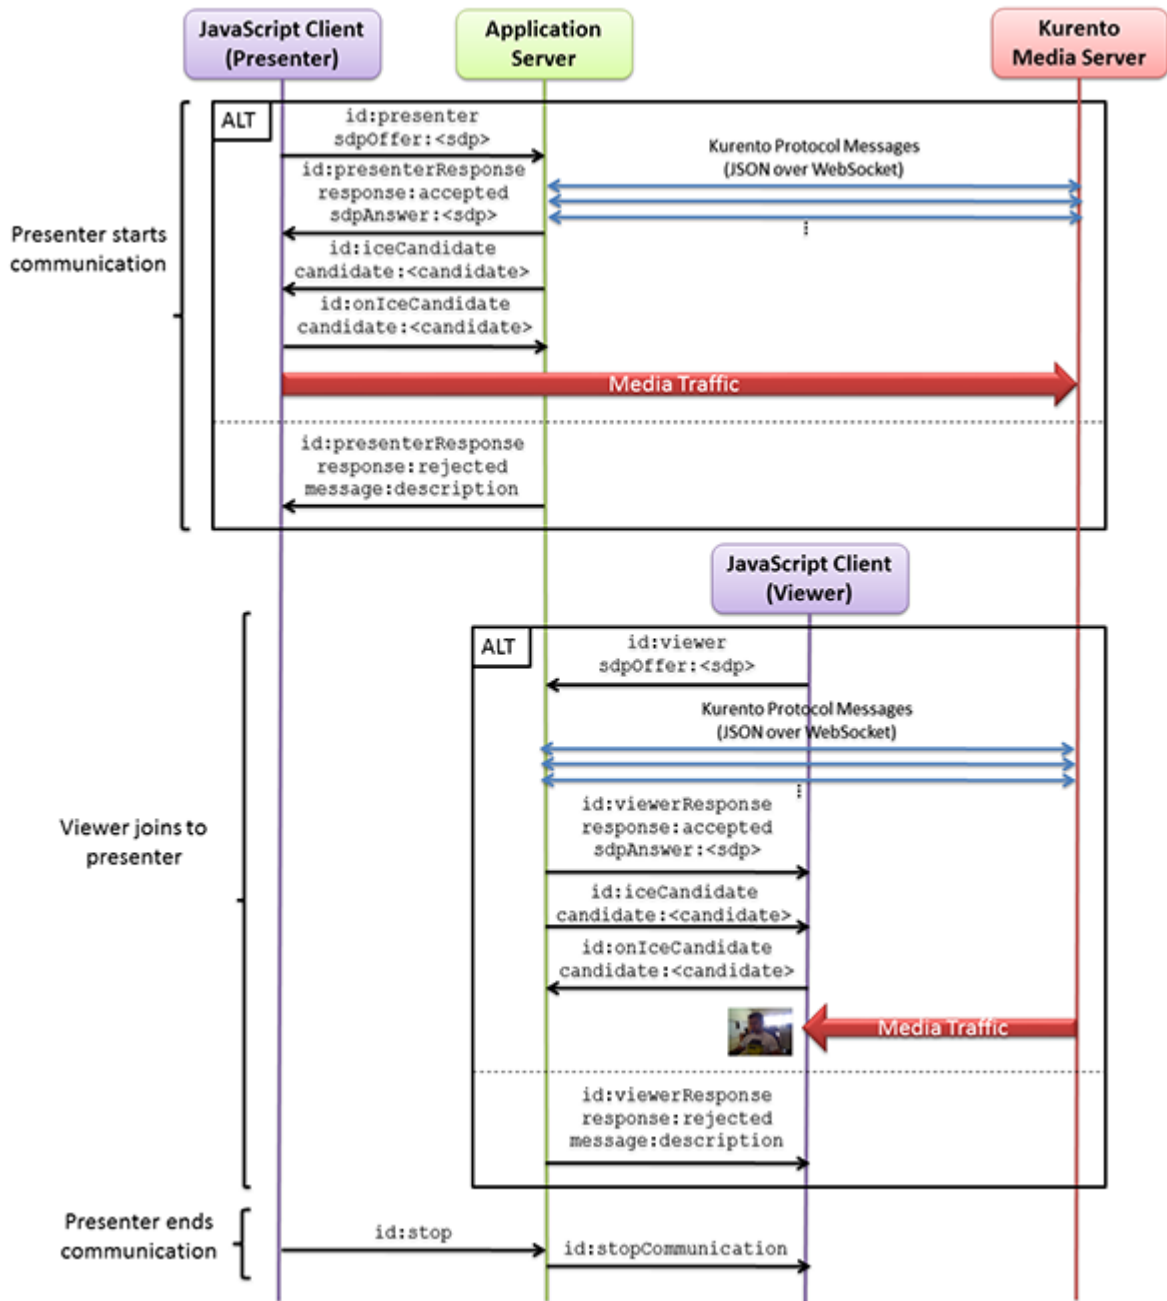 JavaScript Client
(Presenter)
Application
Server
Kurento
Media Server
ALT
id:presenter
sdpOffer:<sdp>
Kurento Protocol Messages
(JSON over WebSocket)
id:presenterResponse
response:accepted
sdpAnswer:<sdp>
Presenter starts
communication
id:iceCandidate
candidate:<candidate>
id:onIceCandidate
candidate:<candidate>
Media Traffic
id:presenterResponse
response:rejected
message:description
JavaScript Client
(Viewer)
ALT
id:viewer
sdpOffer:<sdp>
Kurento Protocol Messages
(JSON over WebSocket)
id:viewerResponse
response:accepted
sdpAnswer:<sdp>
Viewer joins to
presenter
id:iceCandidate
candidate:<candidate>
id:onIceCandidate
candidate:<candidate>
Media Traffic
id:viewerResponse
response:rejected
message:description
Presenter ends
communication
id:stop
id:stopCommunication